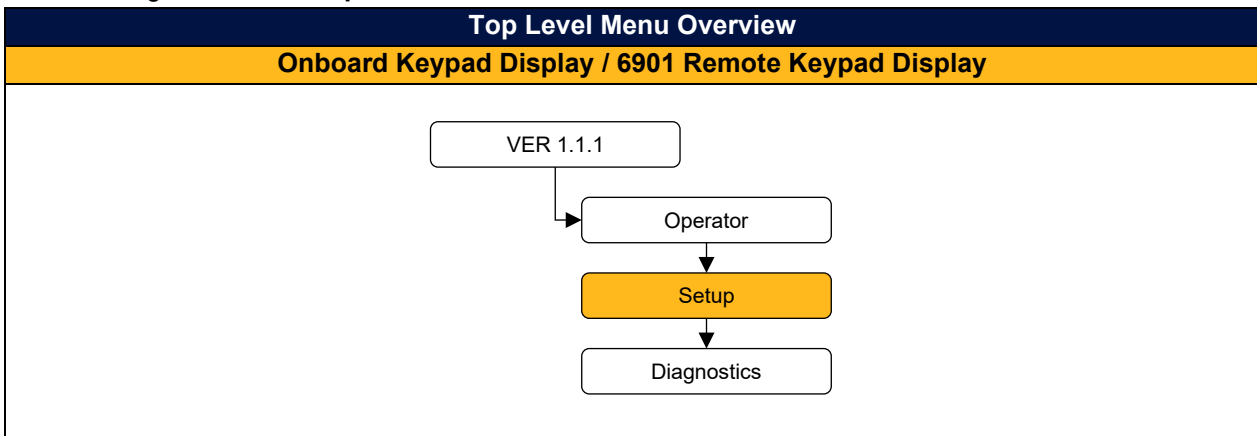 Top Level Menu Overview
Onboard Keypad Display / 6901 Remote Keypad Display
VER 1.1.1
Operator
Setup
Diagnostics